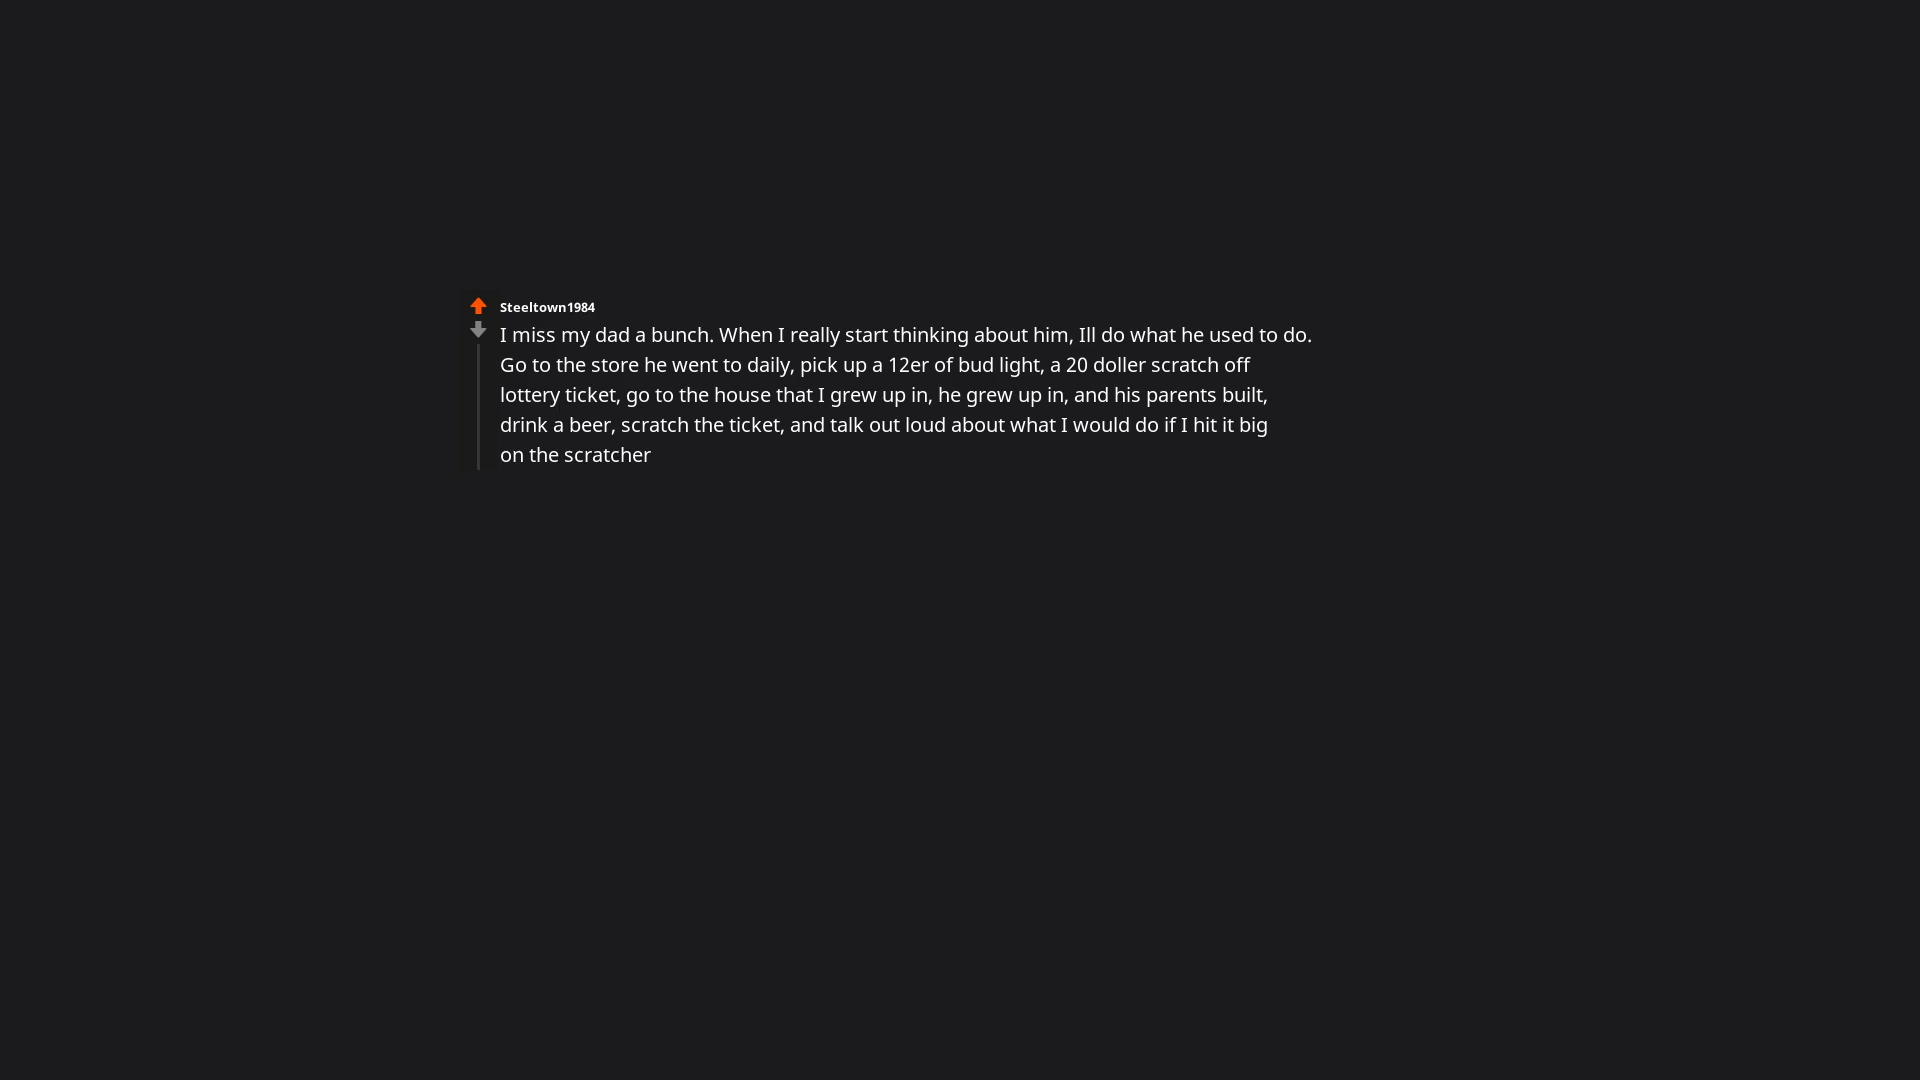 Steeltown1984
I miss my dad a bunch. When I really start thinking about him, Ill do what he used to do.
Go to the store he went to daily, pick up a 12er of bud light, a 20 doller scratch off
lottery ticket, go to the house that I grew up in, he grew up in, and his parents built,
drink a beer, scratch the ticket, and talk out loud about what I would do if I hit it big
on the scratcher